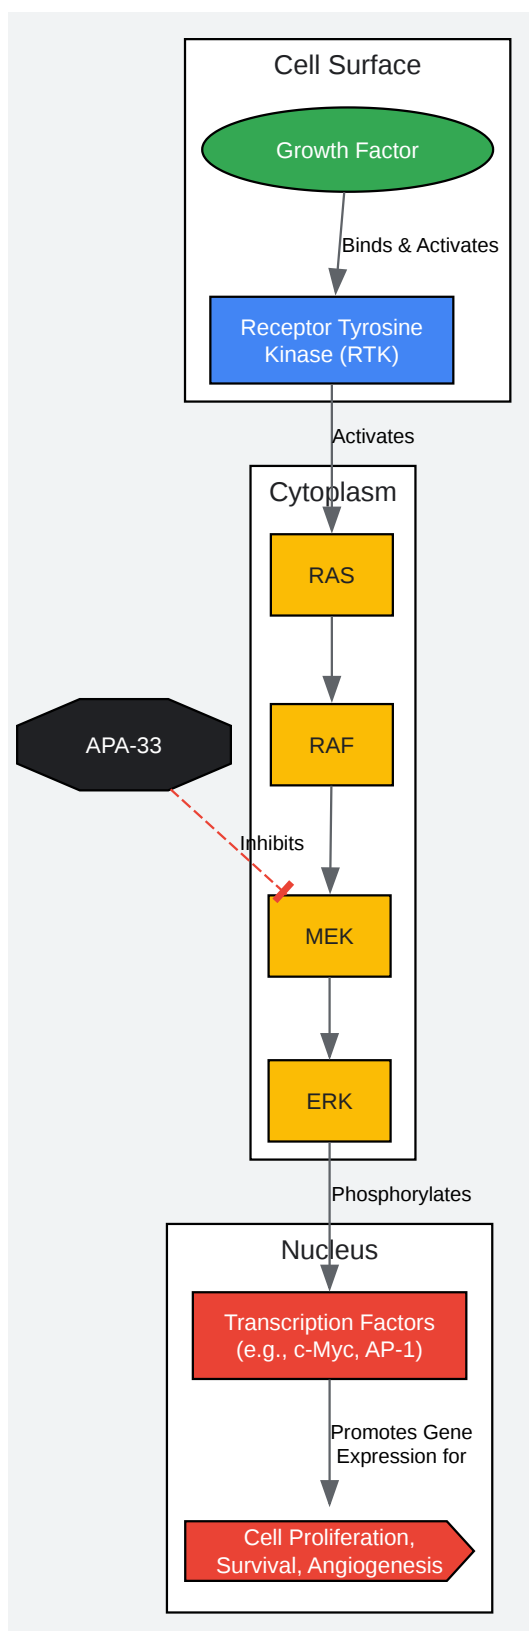 Cell Surface
Growth Factor
Binds & Activates
Receptor Tyrosine
Kinase (RTK)
Activates
Cytoplasm
RAS
RAF
APA-33
Inhibits
MEK
ERK
Phosphorylates
Nucleus
Transcription Factors
(e.g., c-Myc, AP-1)
Promotes Gene
Expression for
Cell Proliferation,
Survival, Angiogenesis